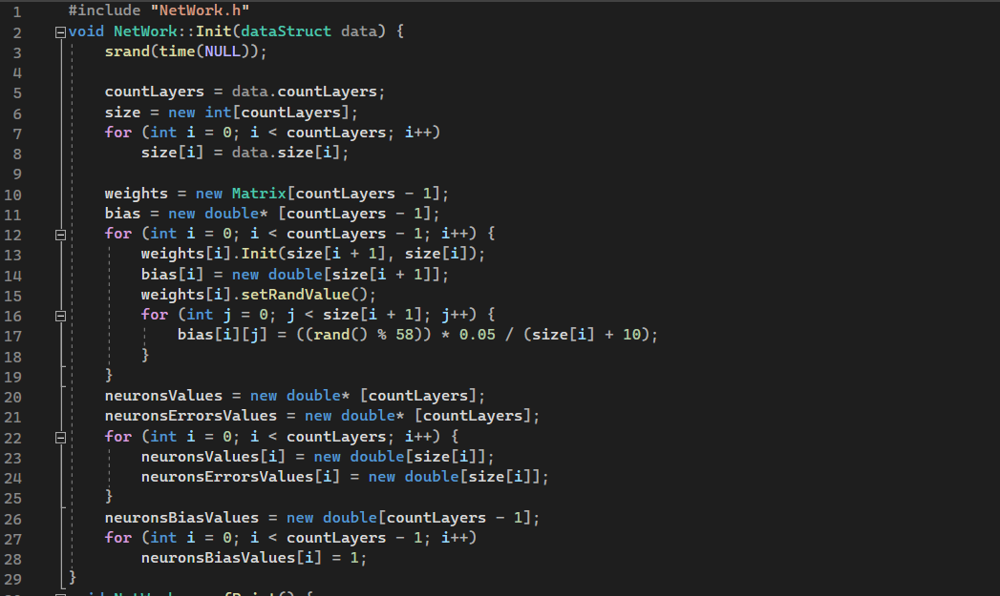 1 #include "NetWork.h"
2 void NetWork::Init(dataStruct data) {
3 srand(time(NULL));
4
5 countLayers = data.countLayers;
6 size = new int[countLayers];
7 for (int i = 0; i < countLayers; i++)
8 size[i] = data.size[i];
9
10 weights = new Matrix[countLayers - 1];
11 bias = new double* [countLayers - 1];
12 for (int i = 0; i < countLayers - 1; i++) {
13 weights[i].Init(size[i + 1], size[i]);
14 bias[i] = new double[size[i + 1]];
15 weights[i].setRandValue();
16 for (int j = 0; j < size[i + 1]; j++) {
17 bias[i][j] = ((rand() % 58)) * 0.05 / (size[i] + 10);
18 }
19 }
20 neuronsValues = new double* [countLayers];
21 neuronsErrorsValues = new double* [countLayers];
22 for (int i = 0; i < countLayers; i++) {
23 neuronsValues[i] = new double[size[i]];
24 neuronsErrorsValues[i] = new double[size[i]];
25 }
26 neuronsBiasValues = new double[countLayers - 1];
27 for (int i = 0; i < countLayers - 1; i++)
28 neuronsBiasValues[i] = 1;
29 }